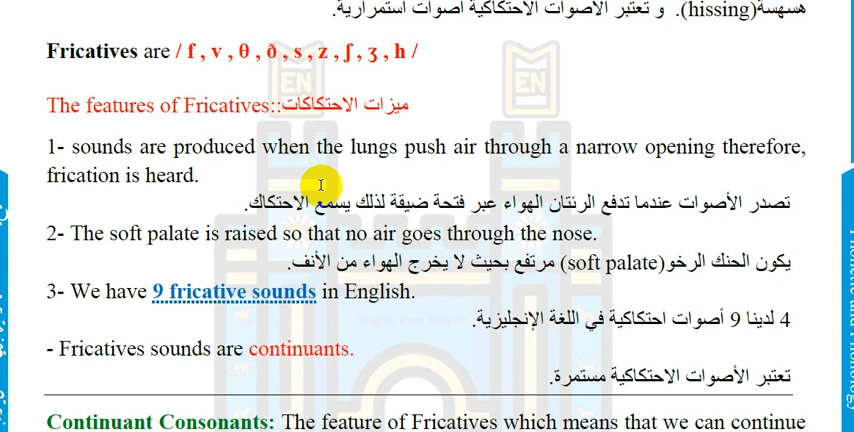 هسهسة(hissing). و تعتبر الأصوات الاحتكاكية أصوات استمرارية.
Fricatives are / f , v , θ , ð , s , z , ʃ , ʒ , h /
The features of Fricatives::ميزات الاحتكاكات
1- sounds are produced when the lungs push air through a narrow opening therefore,
frication is heard.
تصدر الأصوات عندما تدفع الرئتان الهواء عبر فتحة ضيقة لذلك يسمع الاحتكاك.
2- The soft palate is raised so that no air goes through the nose.
يكون الحنك الرخو(soft palate) مرتفع بحيث لا يخرج الهواء من الأنف.
3- We have 9 fricative sounds in English.
4 لدينا 9 أصوات احتكاكية في اللغة الإنجليزية.
- Fricatives sounds are continuants.
تعتبر الأصوات الاحتكاكية مستمرة.
Continuant Consonants: The feature of Fricatives which means that we can continue
EN
EN